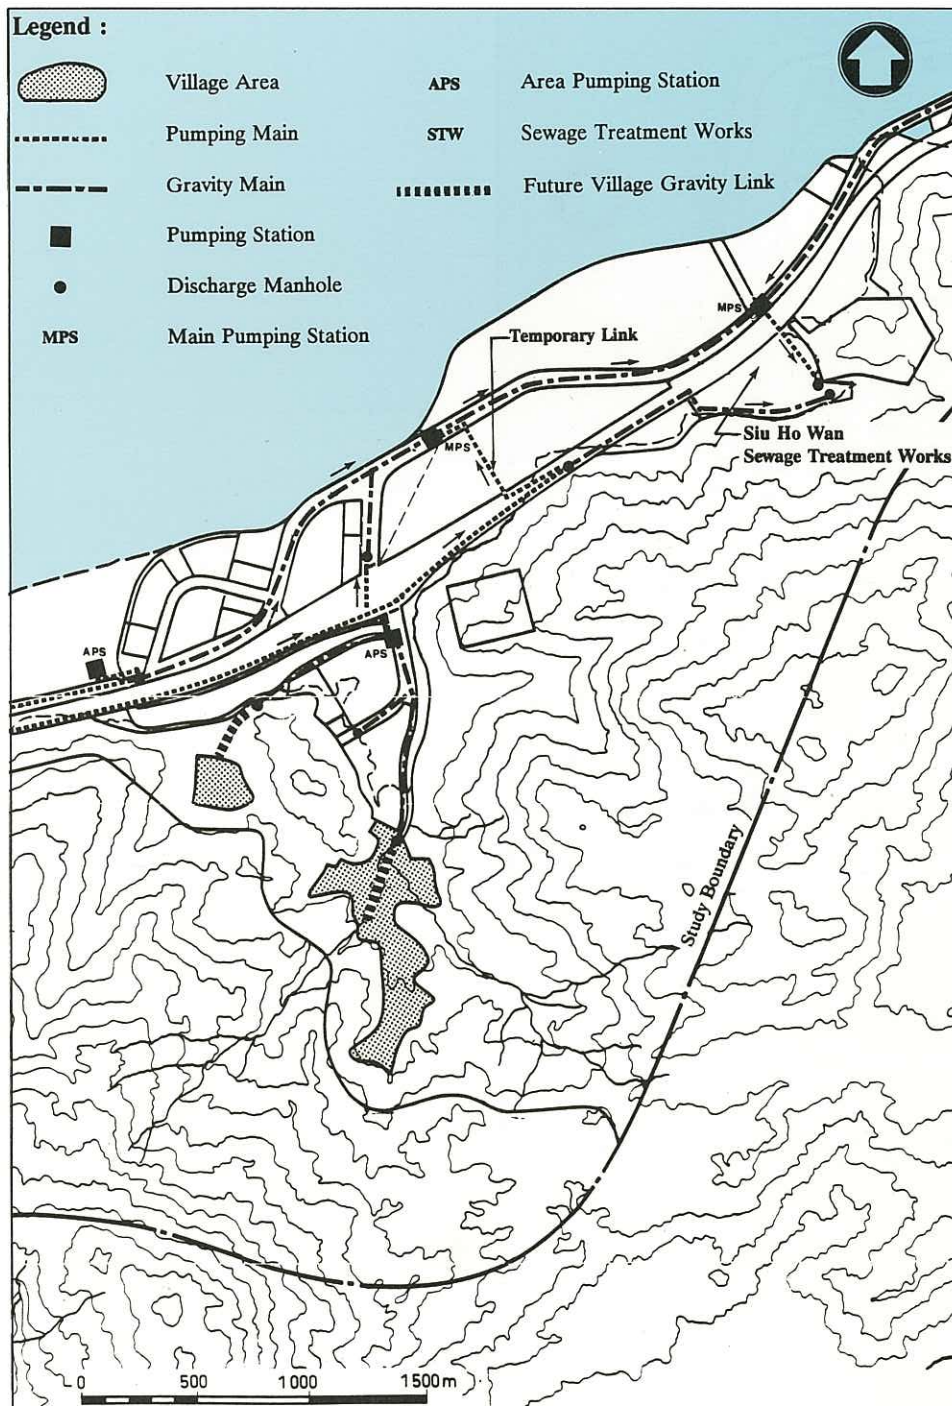 Legend :
Village Area
Pumping Main
Gravity Main
Pumping Station
Discharge Manhole
MPS Main Pumping Station
APS Area Pumping Station
STW Sewage Treatment Works
Future Village Gravity Link
MPS
Temporary Link
MPS
Siu Ho Wan
Sewage Treatment Works
APS
APS
Study Boundary
0 500 1000 1500m